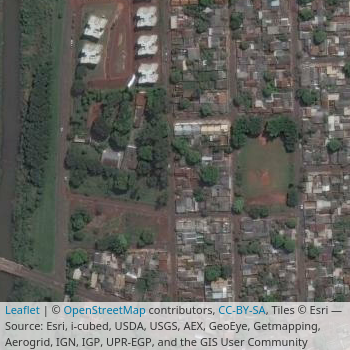 Leaflet | © OpenStreetMap contributors, CC-BY-SA, Tiles © Esri —
Source: Esri, i-cubed, USDA, USGS, AEX, GeoEye, Getmapping,
Aerogrid, IGN, IGP, UPR-EGP, and the GIS User Community